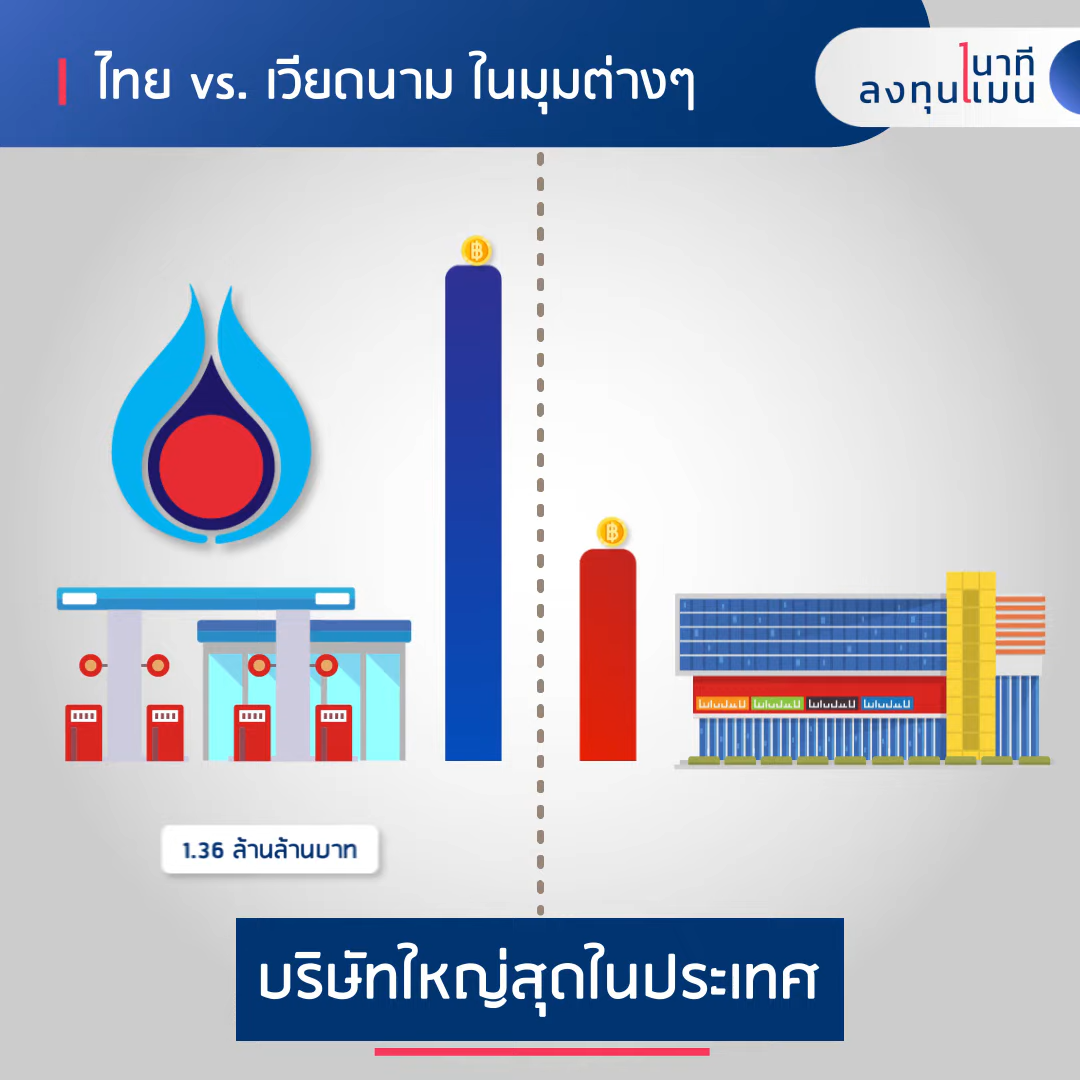 ไทย vs. เวียดนาม ในมุมต่างๆ
1นาที
ลงทุนแมน
1.36 ล้านล้านบาท
บริษัทใหญ่สุดในประเทศ